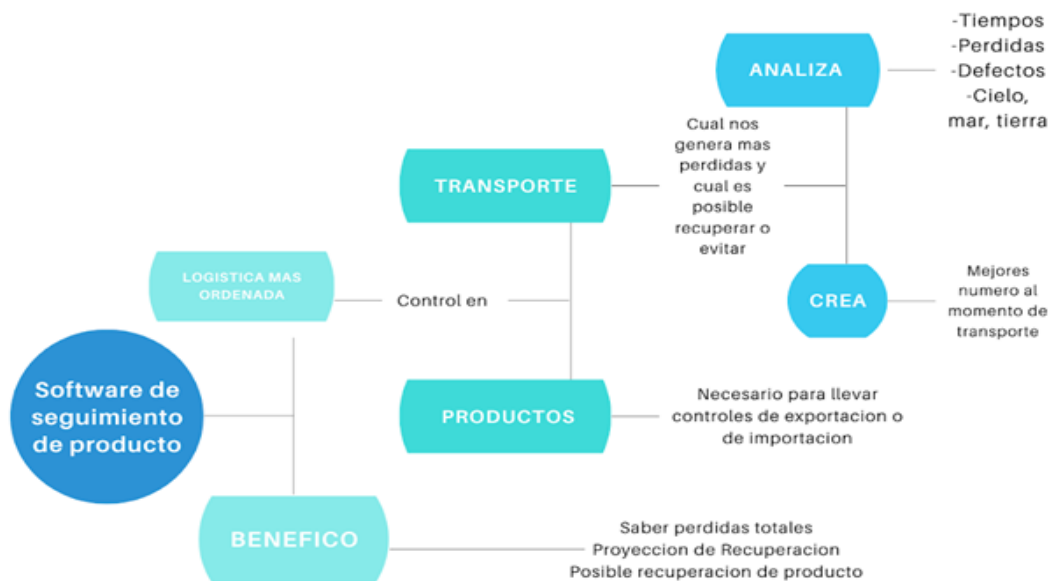 -Tiempos
-Perdidas
-Defectos
-Cielo,
mar, tierra
ANALIZA
Cual nos
genera mas
perdidas y
cual es
posible
recuperar o
evitar
TRANSPORTE
LOGISTICA MAS
ORDENADA
Control en
CREA
Mejores
numero al
momento de
transporte
Software de
seguimiento
de producto
PRODUCTOS
Necesario para llevar
controles de exportacion o
de importacion
BENEFICO
Saber perdidas totales
Proyeccion de Recuperacion
Posible recuperacion de producto